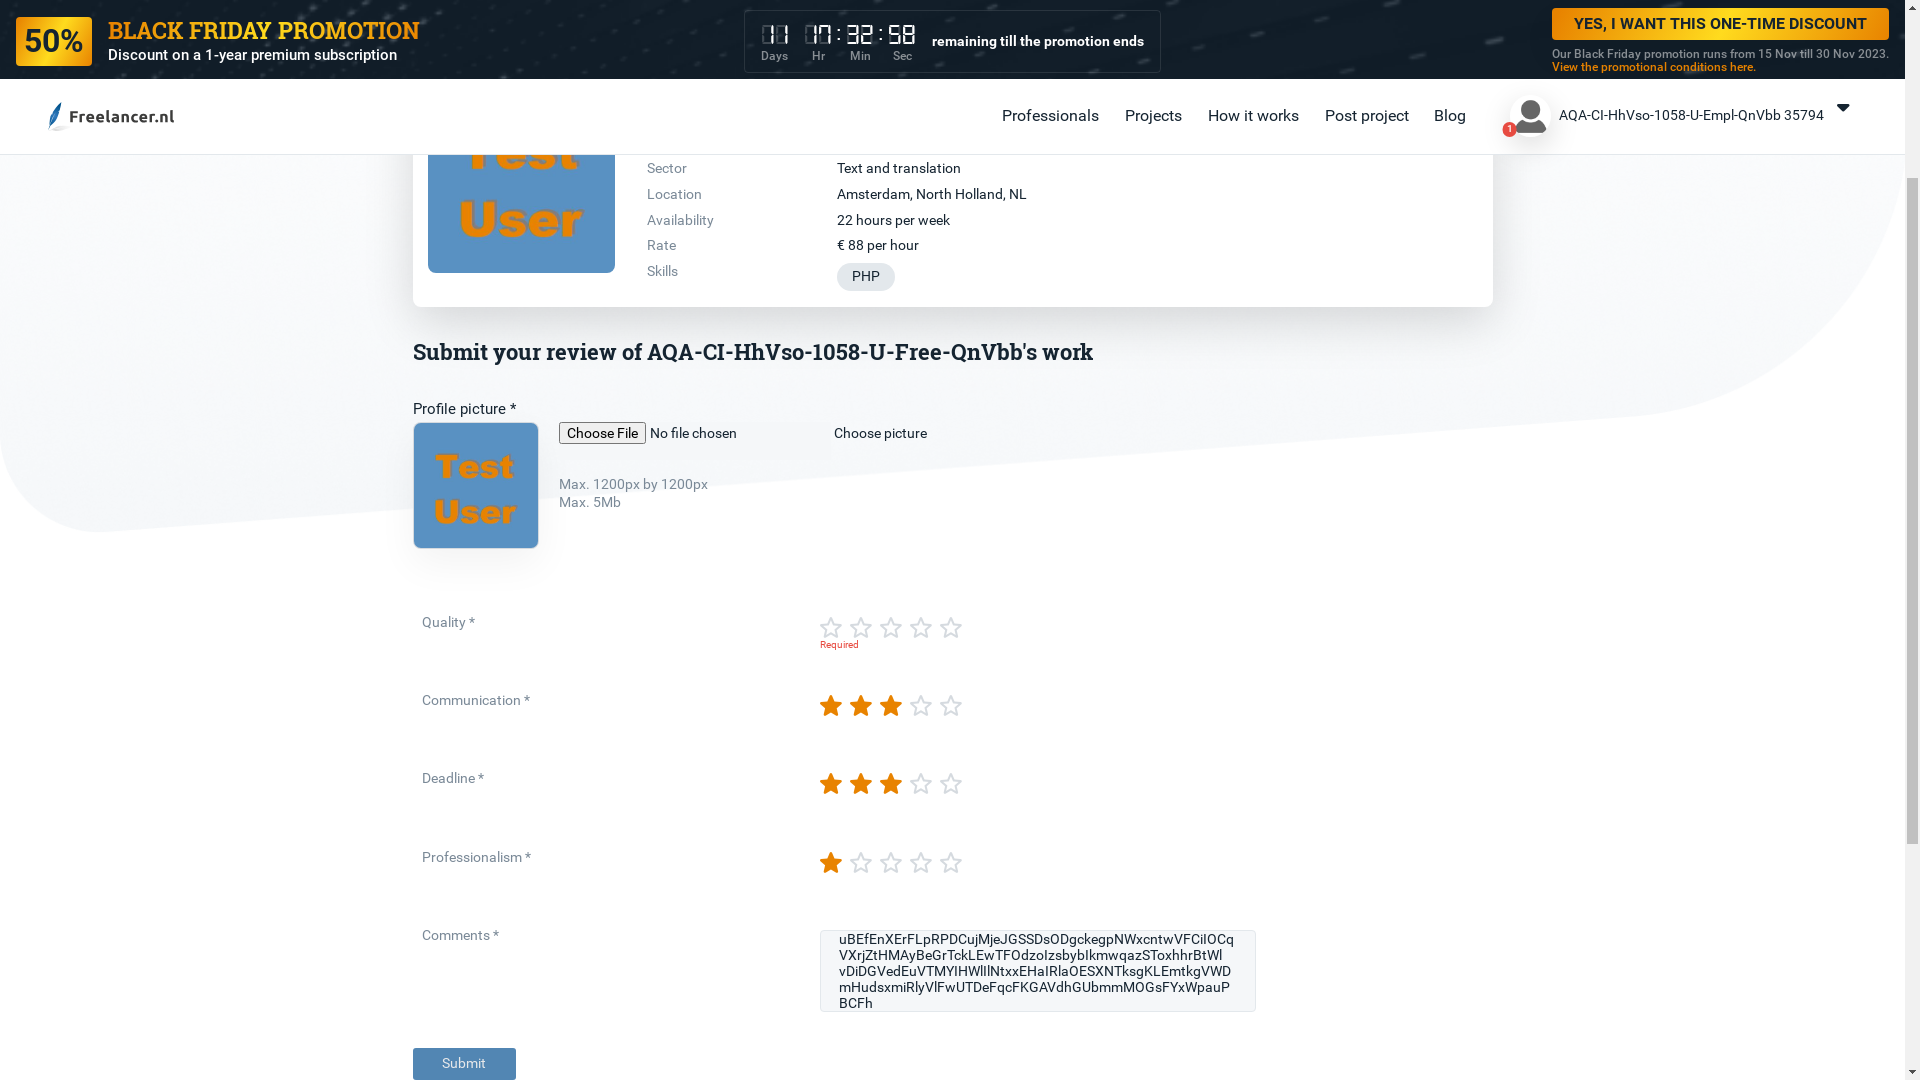 50%
BLACK FRIDAY PROMOTION
Discount on a 1-year premium subscription
11 17 : 32 : 58
Days Hr Min Sec
remaining till the promotion ends
YES, I WANT THIS ONE-TIME DISCOUNT
Our Black Friday promotion runs from 15 Nov till 30 Nov 2023.
View the promotional conditions here.
Freelancer.nl
Professionals Projects How it works Post project Blog
1
AQA-CI-HhVso-1058-U-Empl-QnVbb 35794
Test
User
Sector Text and translation
Location Amsterdam, North Holland, NL
Availability 22 hours per week
Rate € 88 per hour
Skills PHP
Submit your review of AQA-CI-HhVso-1058-U-Free-QnVbb's work
Profile picture *
Test
User
Choose File No file chosen Choose picture
Max. 1200px by 1200px
Max. 5Mb
Quality *
Required
Communication *
Deadline *
Professionalism *
Comments *
uBEfEnXErFLpRPDCujMjeJGSSDsODgckegpNWxcntwVFCiIOCq
VXrjZtHMAyBeGrTckLEwTFOdzoIzsbybIkmwqazSToxhhrBtWl
vDiDGVedEuVTMYIHWlIlNtxxEHaIRlaOESXNTksgKLEmtkgVWD
mHudsxmiRlyVlFwUTDeFqcFKGAVdhGUbmmMOGsFYxWpauP
BCFh
Submit